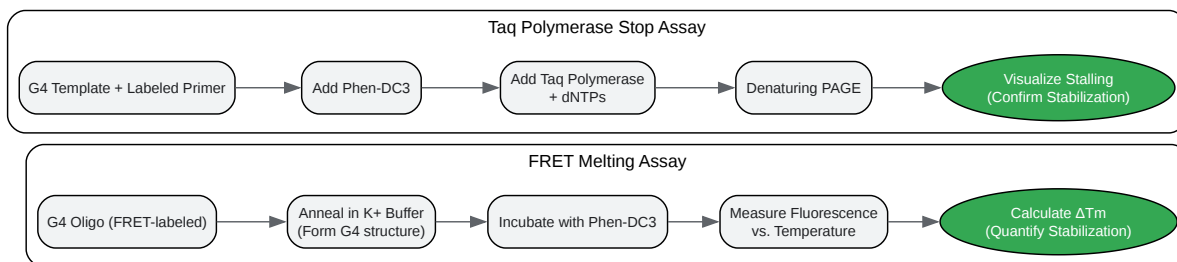 Taq Polymerase Stop Assay
G4 Template + Labeled Primer
Add Phen-DC3
Add Taq Polymerase
+ dNTPs
Denaturing PAGE
Visualize Stalling
(Confirm Stabilization)
FRET Melting Assay
G4 Oligo (FRET-labeled)
Anneal in K+ Buffer
(Form G4 structure)
Incubate with Phen-DC3
Measure Fluorescence
vs. Temperature
Calculate ΔTm
(Quantify Stabilization)